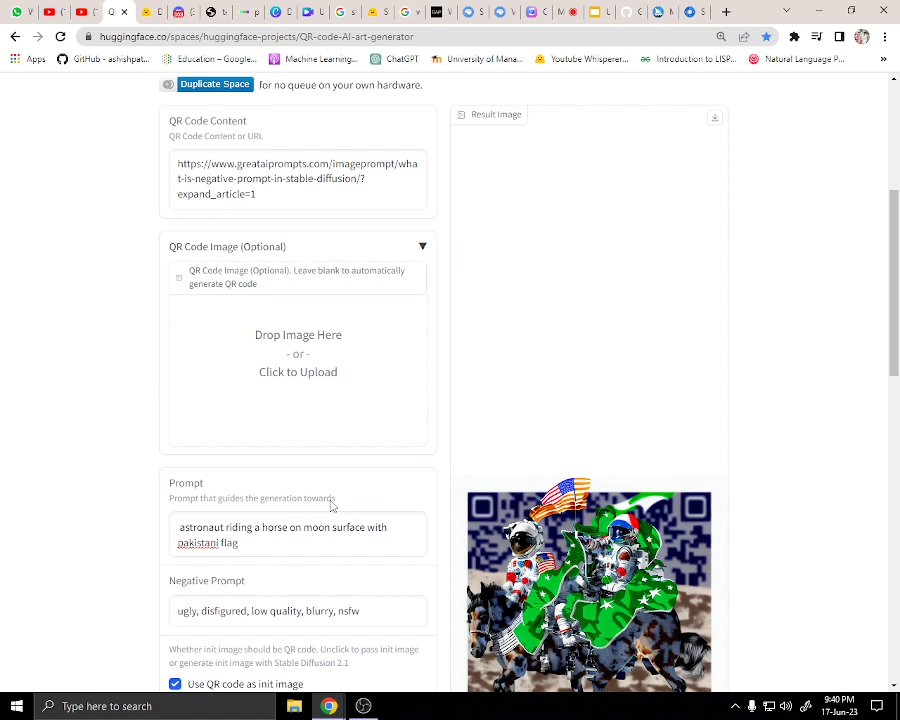 huggingface.co/spaces/huggingface-projects/QR-code-AI-art-generator
Apps GitHub - ashishpat... Education – Google... Machine Learning... ChatGPT University of Mana... Youtube Whisperer... Introduction to LISP... Natural Language P... »
Duplicate Space for no queue on your own hardware.
QR Code Content
QR Code Content or URL
https://www.greataiprompts.com/imageprompt/wha
t-is-negative-prompt-in-stable-diffusion/?
expand_article=1
QR Code Image (Optional)
QR Code Image (Optional). Leave blank to automatically
generate QR code
Drop Image Here
- or -
Click to Upload
Prompt
Prompt that guides the generation towards
astronaut riding a horse on moon surface with
pakistani flag
Negative Prompt
ugly, disfigured, low quality, blurry, nsfw
Whether init image should be QR code. Unclick to pass init image
or generate init image with Stable Diffusion 2.1
Use QR code as init image
Result Image
Type here to search
9:40 PM
17-Jun-23